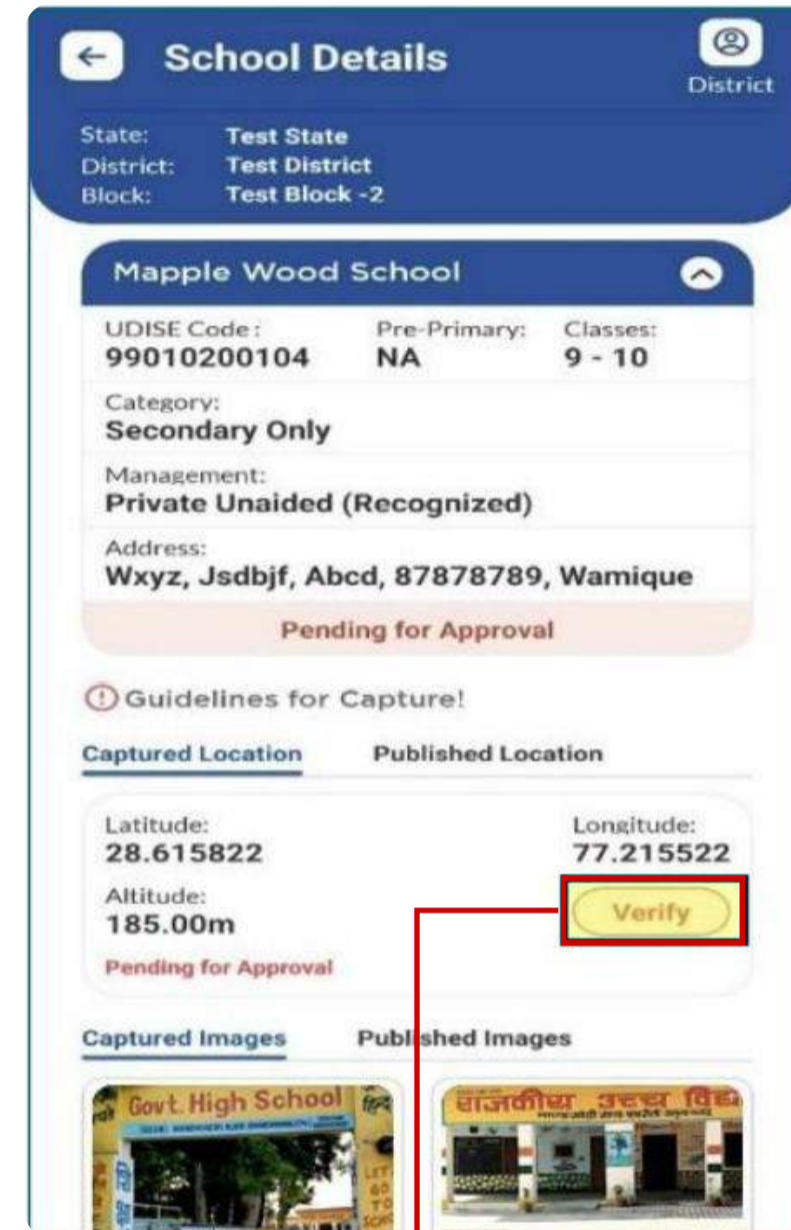 School Details
District
State: Test State
District: Test District
Block: Test Block -2
Mapple Wood School
UDISE Code : Pre-Primary: Classes:
99010200104 NA 9 - 10
Category:
Secondary Only
Management:
Private Unaided (Recognized)
Address:
Wxyz, Jsdbjf, Abcd, 87878789, Wamique
Pending for Approval
Guidelines for Capture!
Captured Location Published Location
Latitude: Longitude:
28.615822 77.215522
Altitude:
185.00m Verify
Pending for Approval
Captured Images Published Images
Govt. High School
राजकीय उच्च विद्य
LET
GO
TO